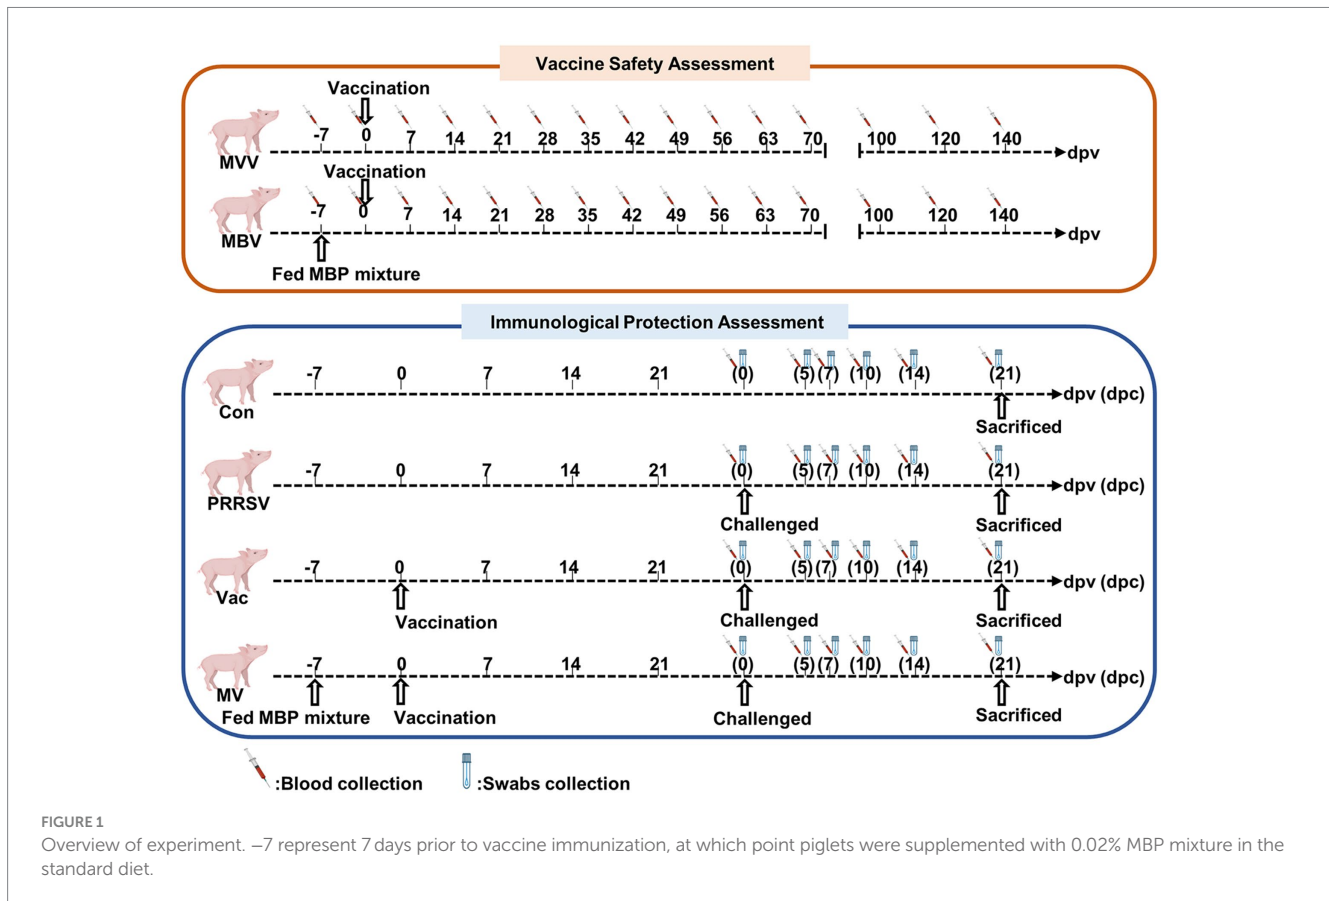 Vaccine Safety Assessment
Vaccination
-7 0 7 14 21 28 35 42 49 56 63 70 100 120 140
MVV
dpv
Vaccination
-7 0 7 14 21 28 35 42 49 56 63 70 100 120 140
MBV
dpv
Fed MBP mixture
Immunological Protection Assessment
-7 0 7 14 21 (0) (5) (7) (10) (14) (21)
dpv (dpc)
Con
Sacrificed
-7 0 7 14 21 (0) (5) (7) (10) (14) (21)
dpv (dpc)
PRRSV
Challenged Sacrificed
-7 0 7 14 21 (0) (5) (7) (10) (14) (21)
dpv (dpc)
Vac
Vaccination Challenged Sacrificed
-7 0 7 14 21 (0) (5) (7) (10) (14) (21)
dpv (dpc)
MV
Fed MBP mixture Vaccination Challenged Sacrificed
:Blood collection :Swabs collection
FIGURE 1
Overview of experiment. −7 represent 7 days prior to vaccine immunization, at which point piglets were supplemented with 0.02% MBP mixture in the
standard diet.